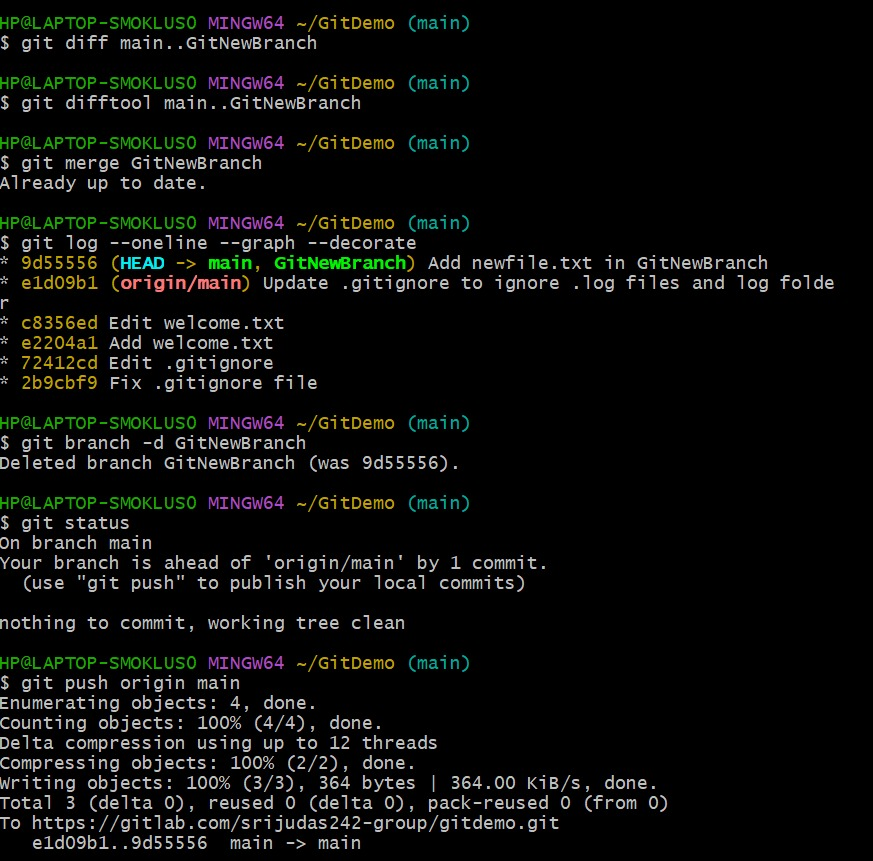 HP@LAPTOP-SMOKLUS0 MINGW64 ~/GitDemo (main)
$ git diff main..GitNewBranch
HP@LAPTOP-SMOKLUS0 MINGW64 ~/GitDemo (main)
$ git difftool main..GitNewBranch
HP@LAPTOP-SMOKLUS0 MINGW64 ~/GitDemo (main)
$ git merge GitNewBranch
Already up to date.
HP@LAPTOP-SMOKLUS0 MINGW64 ~/GitDemo (main)
$ git log --oneline --graph --decorate
* 9d55556 (HEAD -> main, GitNewBranch) Add newfile.txt in GitNewBranch
* e1d09b1 (origin/main) Update .gitignore to ignore .log files and log folde
r
* c8356ed Edit welcome.txt
* e2204a1 Add welcome.txt
* 72412cd Edit .gitignore
* 2b9cbf9 Fix .gitignore file
HP@LAPTOP-SMOKLUS0 MINGW64 ~/GitDemo (main)
$ git branch -d GitNewBranch
Deleted branch GitNewBranch (was 9d55556).
HP@LAPTOP-SMOKLUS0 MINGW64 ~/GitDemo (main)
$ git status
On branch main
Your branch is ahead of 'origin/main' by 1 commit.
  (use "git push" to publish your local commits)
nothing to commit, working tree clean
HP@LAPTOP-SMOKLUS0 MINGW64 ~/GitDemo (main)
$ git push origin main
Enumerating objects: 4, done.
Counting objects: 100% (4/4), done.
Delta compression using up to 12 threads
Compressing objects: 100% (2/2), done.
Writing objects: 100% (3/3), 364 bytes | 364.00 KiB/s, done.
Total 3 (delta 0), reused 0 (delta 0), pack-reused 0 (from 0)
To https://gitlab.com/srijudas242-group/gitdemo.git
   e1d09b1..9d55556  main -> main